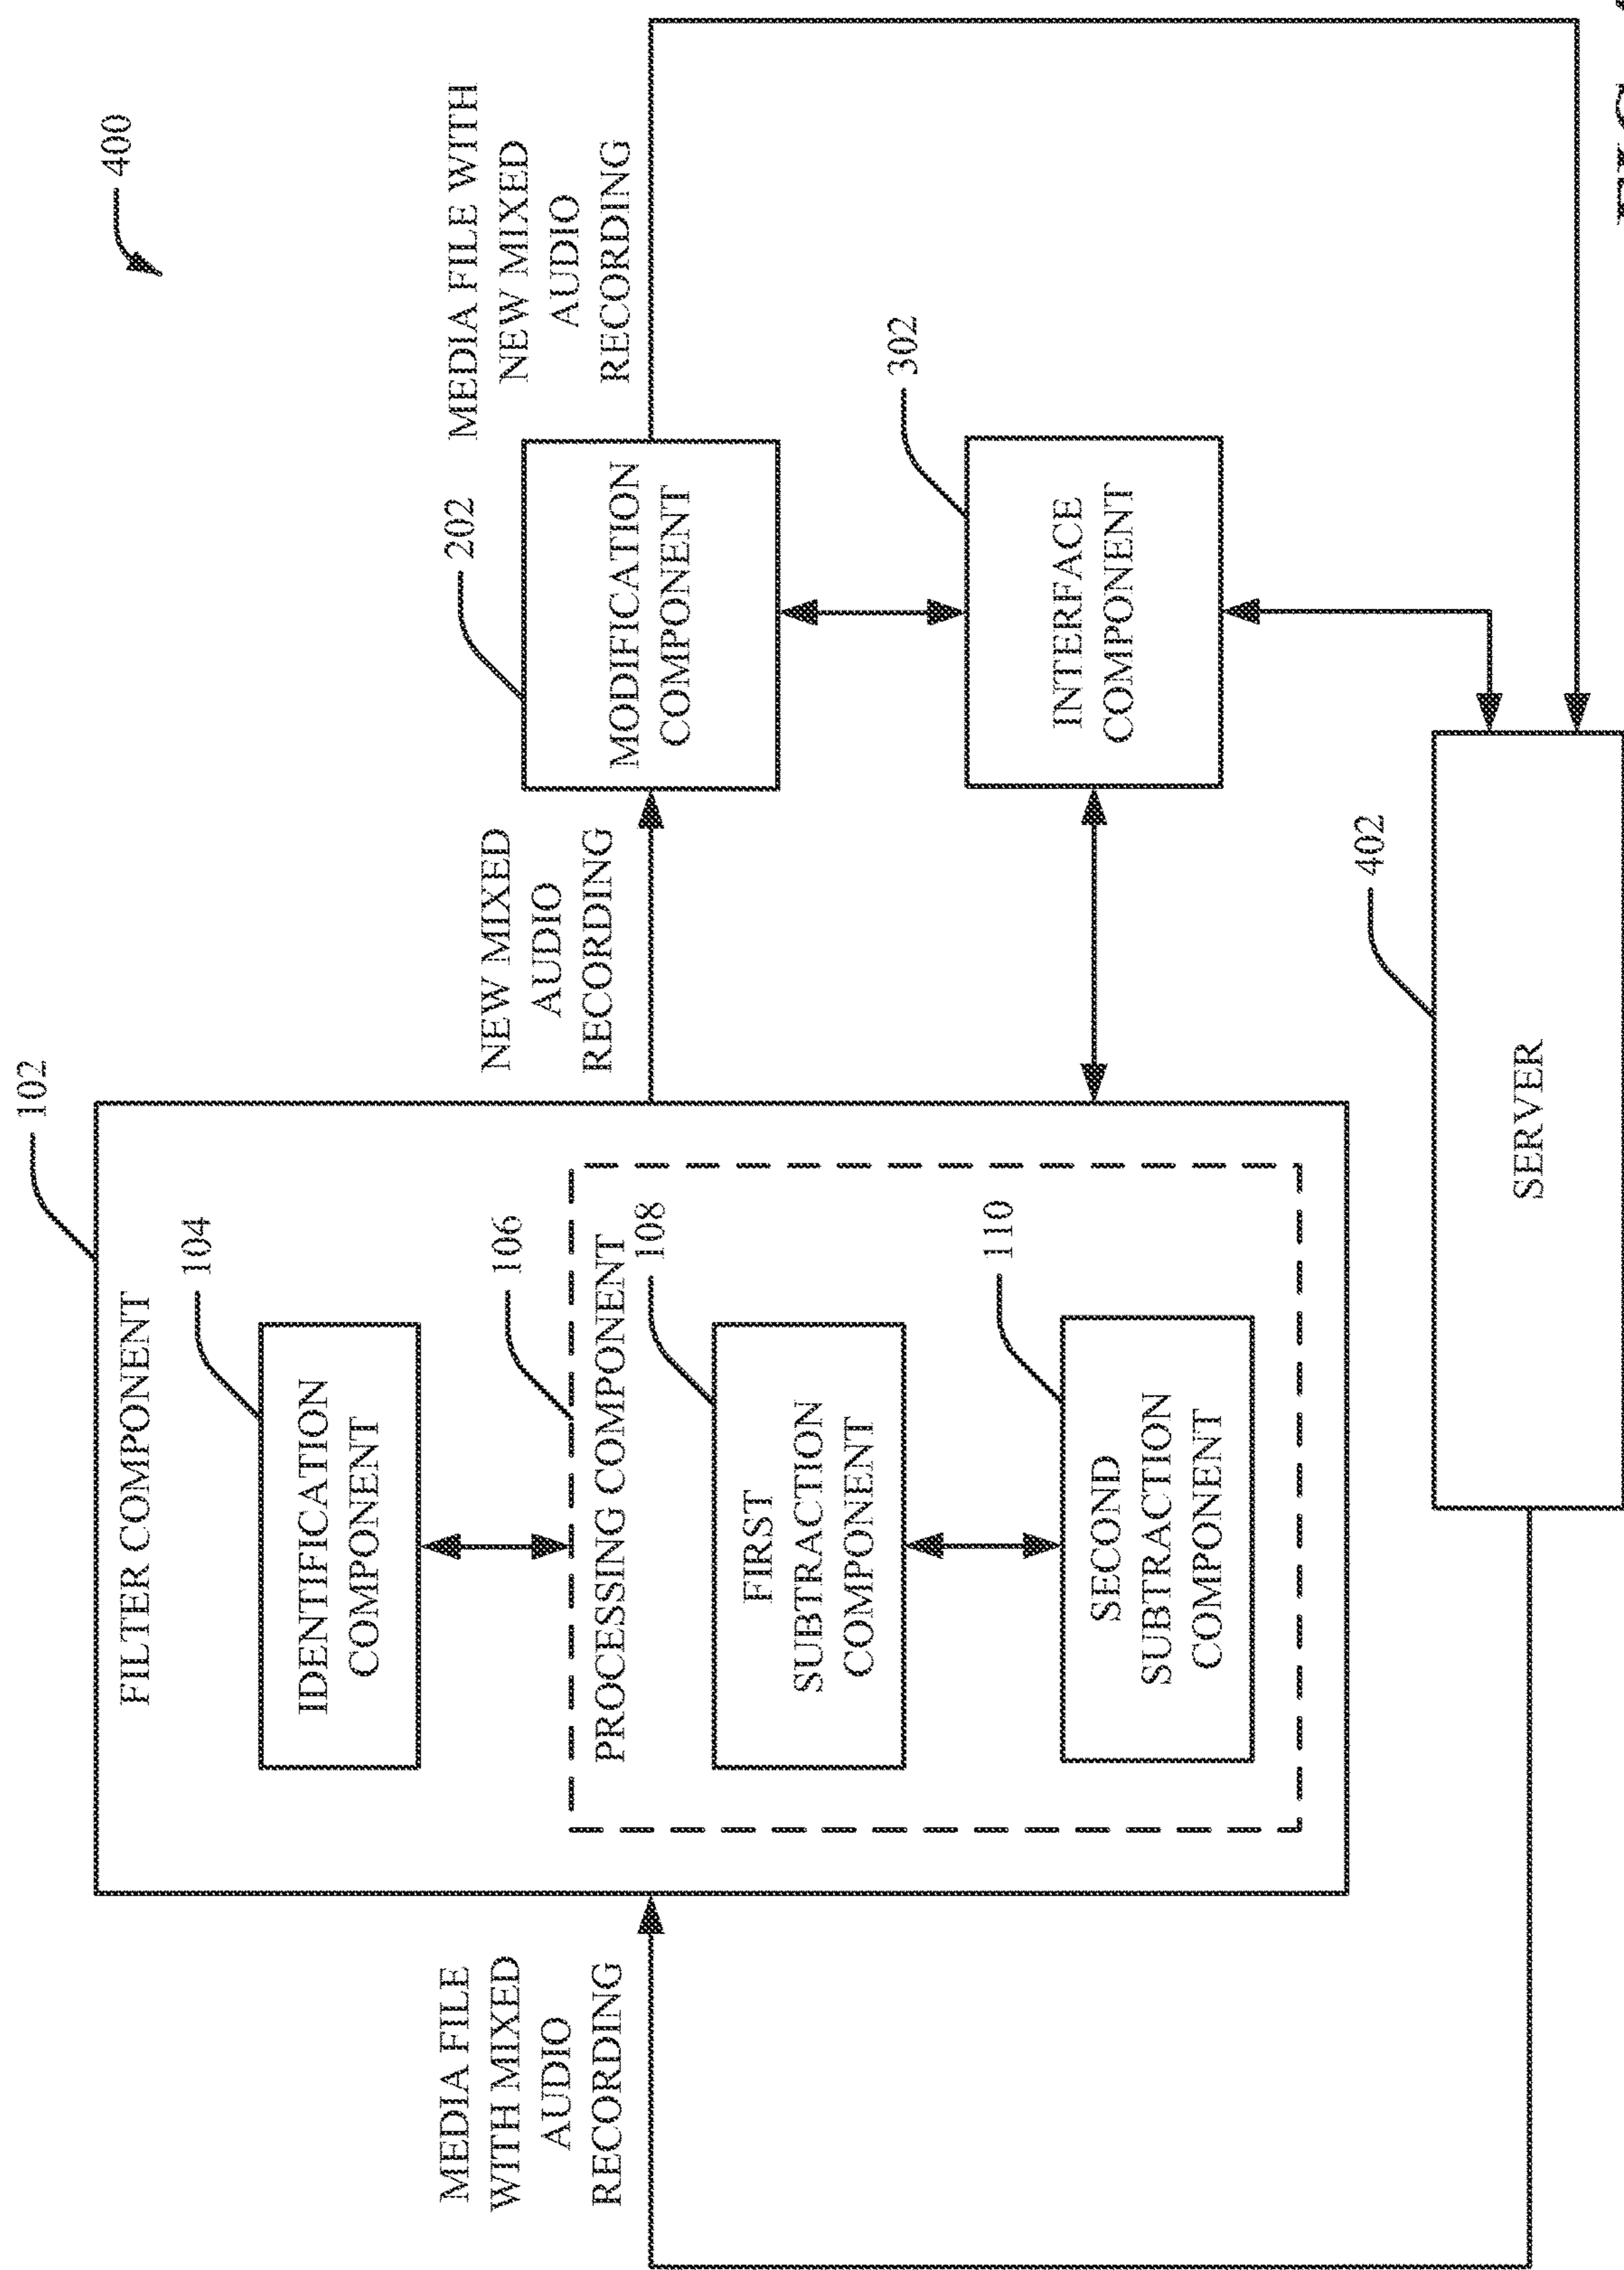 400
102
FILTER COMPONENT
104
IDENTIFICATION
COMPONENT
106
PROCESSING COMPONENT
108
FIRST
SUBTRACTION
COMPONENT
110
SECOND
SUBTRACTION
COMPONENT
MEDIA FILE
WITH MIXED
AUDIO
RECORDING
NEW MIXED
AUDIO
RECORDING
202
MODIFICATION
COMPONENT
MEDIA FILE WITH
NEW MIXED
AUDIO
RECORDING
302
INTERFACE
COMPONENT
402
SERVER